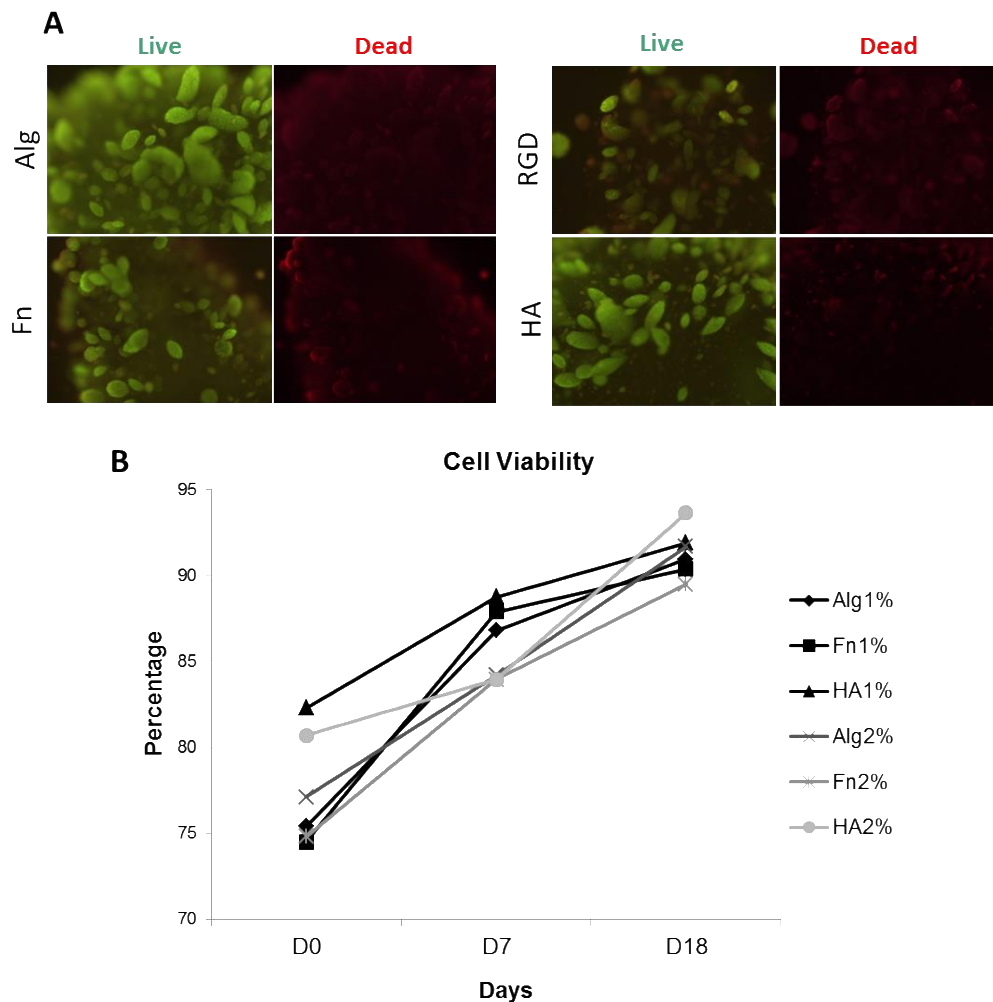 A
Live Dead Live Dead
Alg
RGD
Fn
HA
B
Cell Viability
95
90
85
80
75
70
Percentage
D0 D7 D18
Days
Alg1%
Fn1%
HA1%
Alg2%
Fn2%
HA2%